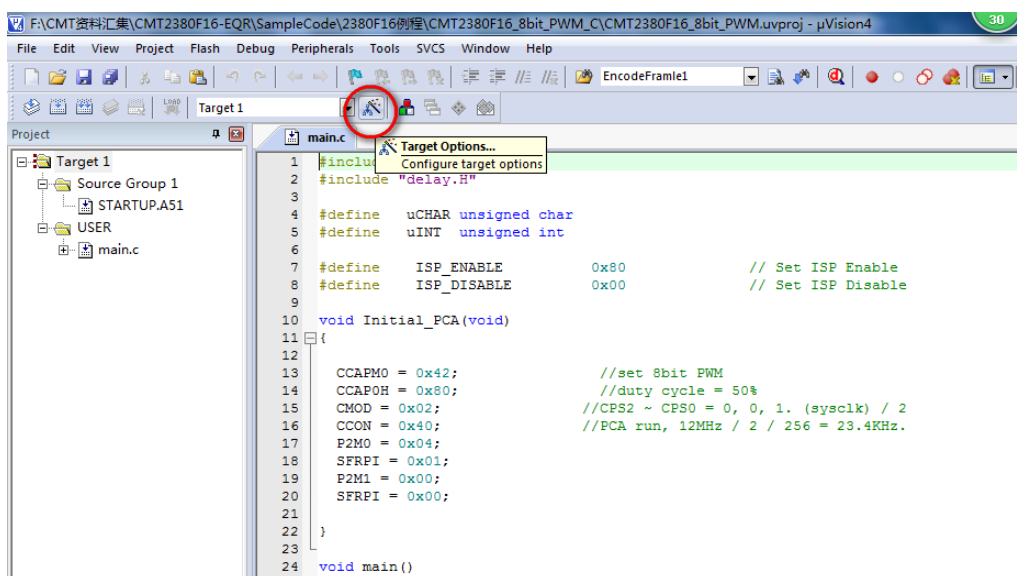 F:\CMT资料汇集\CMT2380F16-EQR\SampleCode\2380F16例程\CMT2380F16_8bit_PWM_C\CMT2380F16_8bit_PWM.uvproj - µVision4
30
File Edit View Project Flash Debug Peripherals Tools SVCS Window Help
EncodeFramle1
LOAD
Target 1
Project
main.c
Target Options...
Configure target options
Target 1
Source Group 1
STARTUP.A51
USER
main.c
1 #inclu
2 #include "delay.H"
3
4 #define uCHAR unsigned char
5 #define uINT unsigned int
6
7 #define ISP_ENABLE 0x80 // Set ISP Enable
8 #define ISP_DISABLE 0x00 // Set ISP Disable
9
10 void Initial_PCA(void)
11 {
12
13 CCAPM0 = 0x42; //set 8bit PWM
14 CCAP0H = 0x80; //duty cycle = 50%
15 CMOD = 0x02; //CPS2 ~ CPS0 = 0, 0, 1. (sysclk) / 2
16 CCON = 0x40; //PCA run, 12MHz / 2 / 256 = 23.4KHz.
17 P2M0 = 0x04;
18 SFRPI = 0x01;
19 P2M1 = 0x00;
20 SFRPI = 0x00;
21
22 }
23
24 void main()